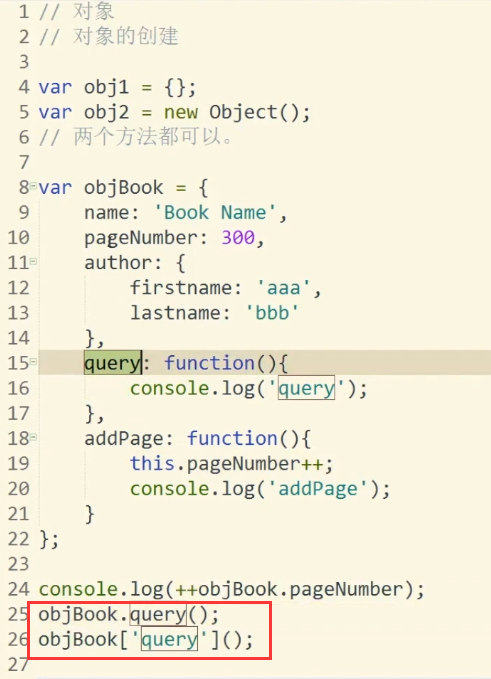 1 // 对象
2 // 对象的创建
3
4 var obj1 = {};
5 var obj2 = new Object();
6 // 两个方法都可以。
7
8 var objBook = {
9     name: 'Book Name',
10     pageNumber: 300,
11     author: {
12         firstname: 'aaa',
13         lastname: 'bbb'
14     },
15     query: function(){
16         console.log('query');
17     },
18     addPage: function(){
19         this.pageNumber++;
20         console.log('addPage');
21     }
22 };
23
24 console.log(++objBook.pageNumber);
25 objBook.query();
26 objBook['query']();
27